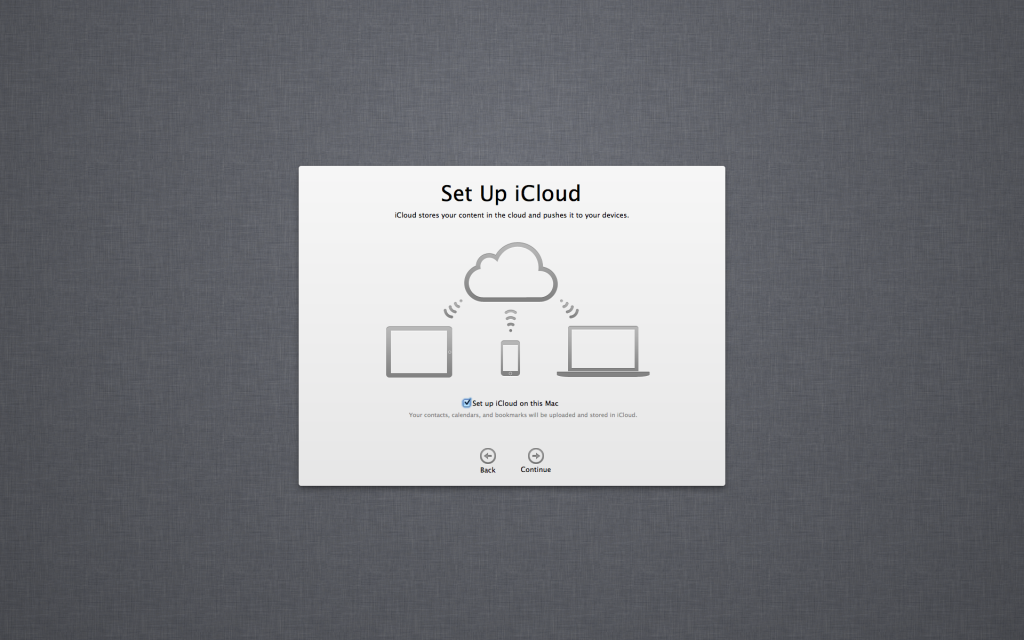 Set Up iCloud
iCloud stores your content in the cloud and pushes it to your devices.
Set up iCloud on this Mac
Your contacts, calendars, and bookmarks will be uploaded and stored in iCloud.
Back Continue